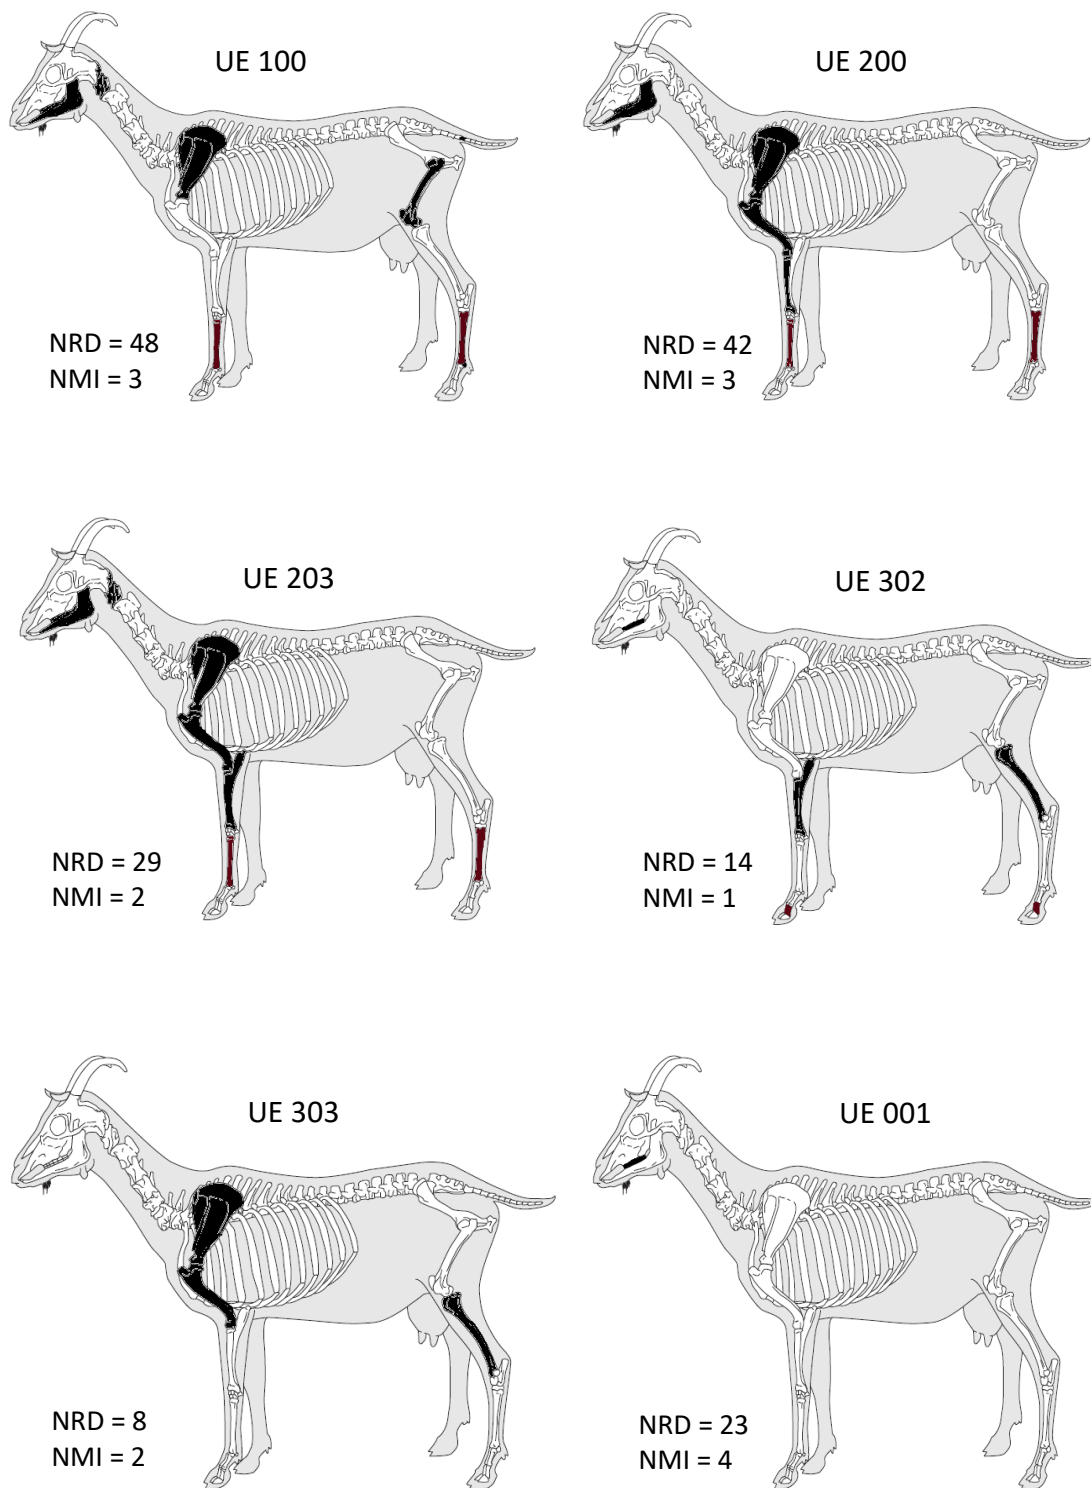 UE 100
NRD = 48
NMI = 3
UE 200
NRD = 42
NMI = 3
UE 203
NRD = 29
NMI = 2
UE 302
NRD = 14
NMI = 1
UE 303
NRD = 8
NMI = 2
UE 001
NRD = 23
NMI = 4